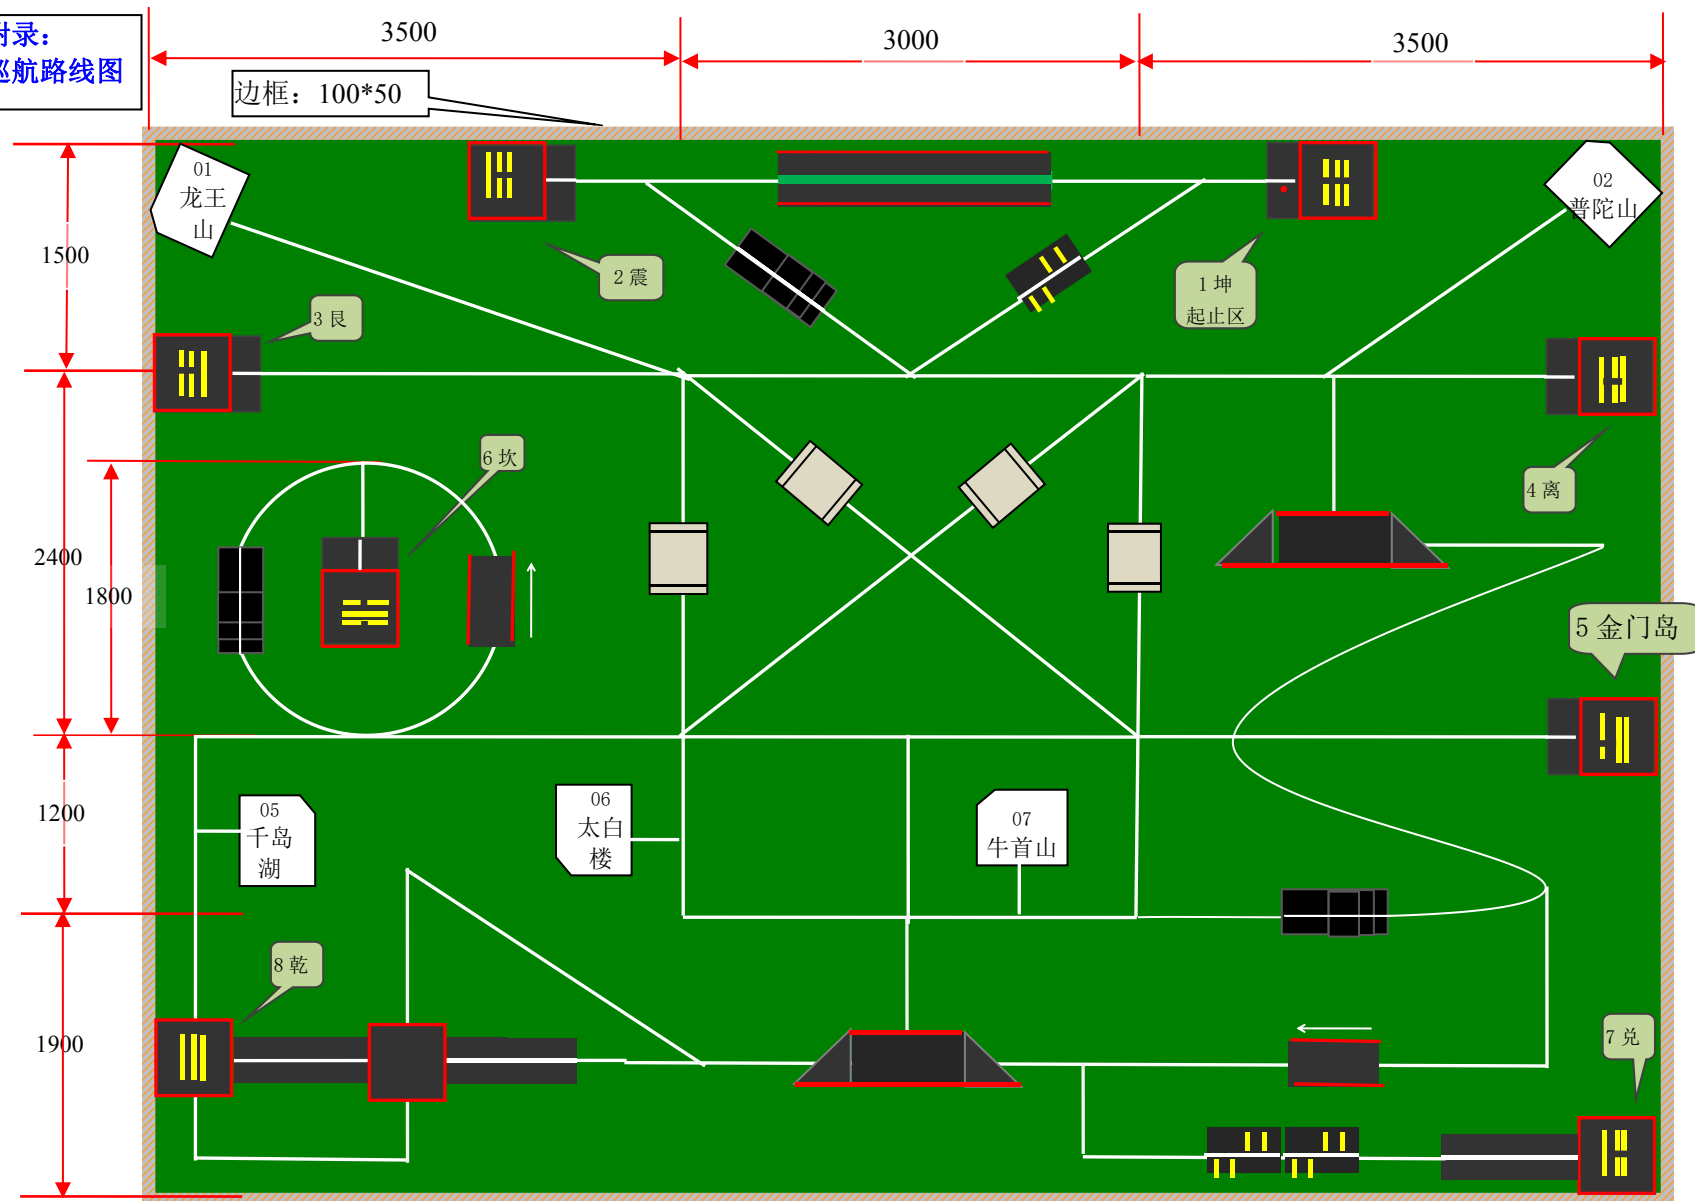 附录：
巡航路线图
3500
3000
3500
边框：100*50
01
龙王
山
02
普陀山
1500
2 震
1 坤
起止区
3 艮
6 坎
4 离
2400
1800
5 金门岛
1200
05
千岛
湖
06
太白
楼
07
牛首山
8 乾
1900
7 兑